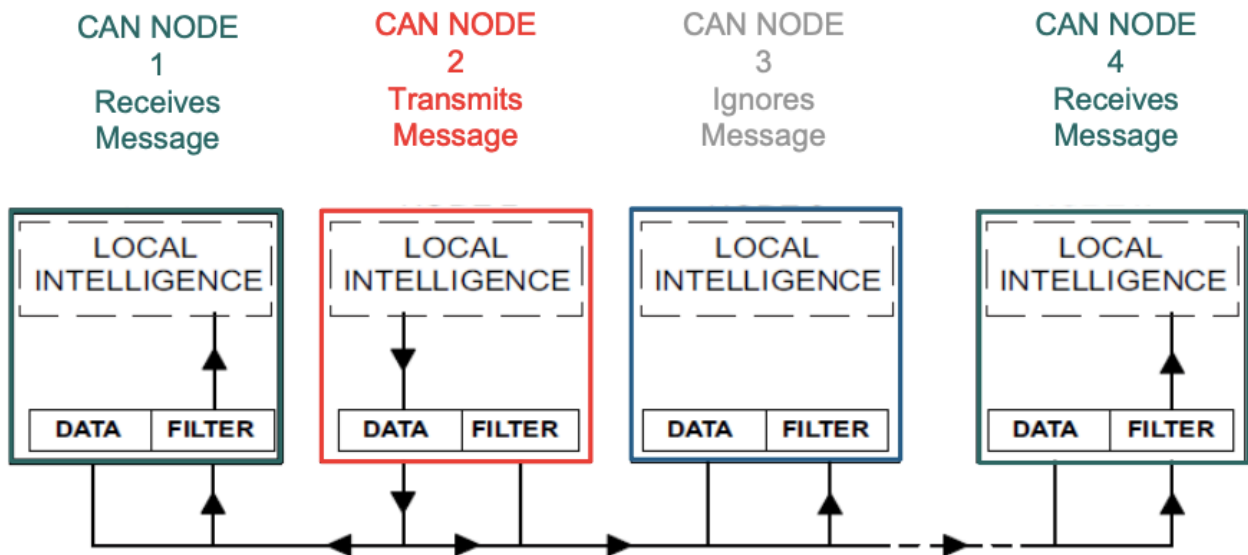 CAN NODE
1
Receives
Message
CAN NODE
2
Transmits
Message
CAN NODE
3
Ignores
Message
CAN NODE
4
Receives
Message
LOCAL
INTELLIGENCE
DATA FILTER
LOCAL
INTELLIGENCE
DATA FILTER
LOCAL
INTELLIGENCE
DATA FILTER
LOCAL
INTELLIGENCE
DATA FILTER